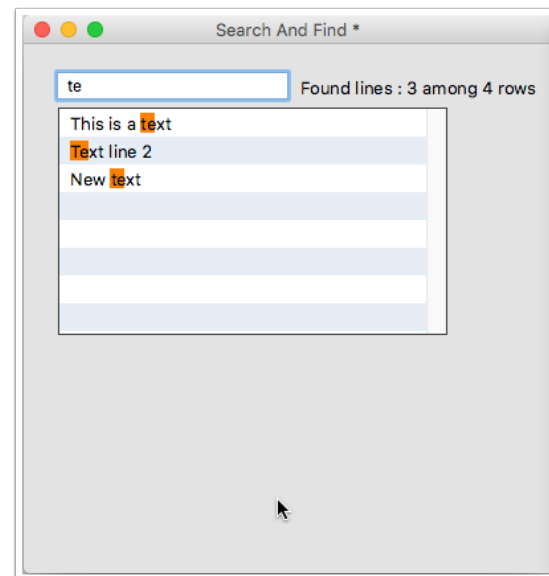 Search And Find *
te
Found lines : 3 among 4 rows
This is a text
Text line 2
New text